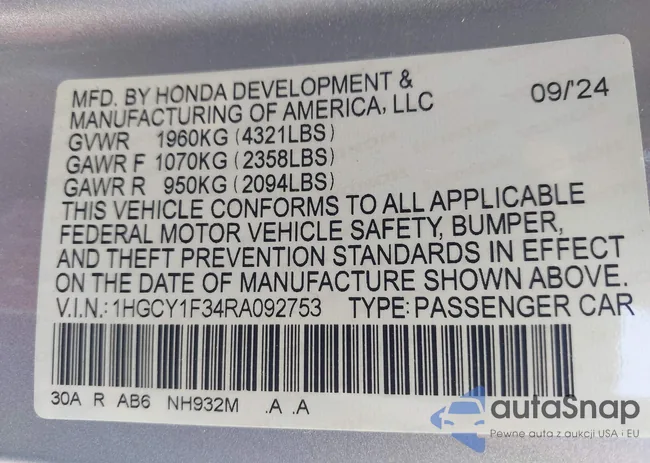 MFD. BY HONDA DEVELOPMENT &
MANUFACTURING OF AMERICA, LLC 09/'24
GVWR 1960KG (4321LBS)
GAWR F 1070KG (2358LBS)
GAWR R 950KG (2094LBS)
THIS VEHICLE CONFORMS TO ALL APPLICABLE
FEDERAL MOTOR VEHICLE SAFETY, BUMPER,
AND THEFT PREVENTION STANDARDS IN EFFECT
ON THE DATE OF MANUFACTURE SHOWN ABOVE.
V.I.N.: 1HGCY1F34RA092753 TYPE: PASSENGER CAR
30A R AB6 NH932M .A .A
autaSnap
Pewne auta z aukcji USA i EU